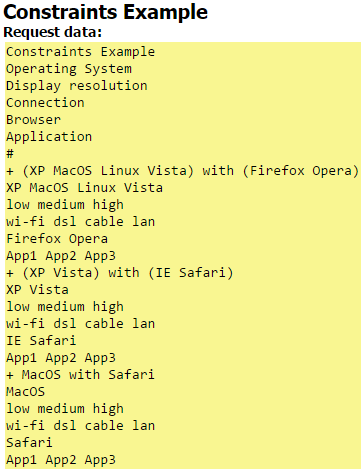 Constraints Example
Request data:
Constraints Example
Operating System
Display resolution
Connection
Browser
Application
#
+ (XP MacOS Linux Vista) with (Firefox Opera)
XP MacOS Linux Vista
low medium high
wi-fi dsl cable lan
Firefox Opera
App1 App2 App3
+ (XP Vista) with (IE Safari)
XP Vista
low medium high
wi-fi dsl cable lan
IE Safari
App1 App2 App3
+ MacOS with Safari
MacOS
low medium high
wi-fi dsl cable lan
Safari
App1 App2 App3